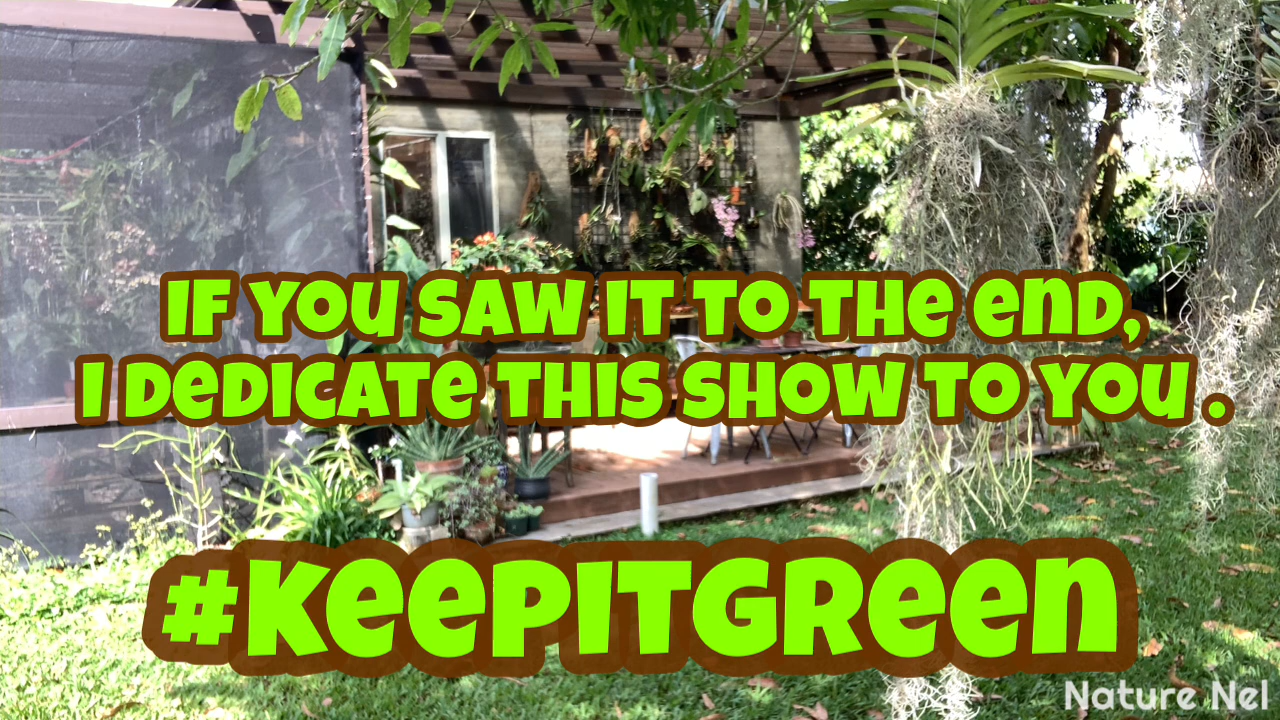 IF YOU SAW IT TO THE END,
I DEDICATE THIS SHOW TO YOU .
#KEEPITGREEN
Nature Nel